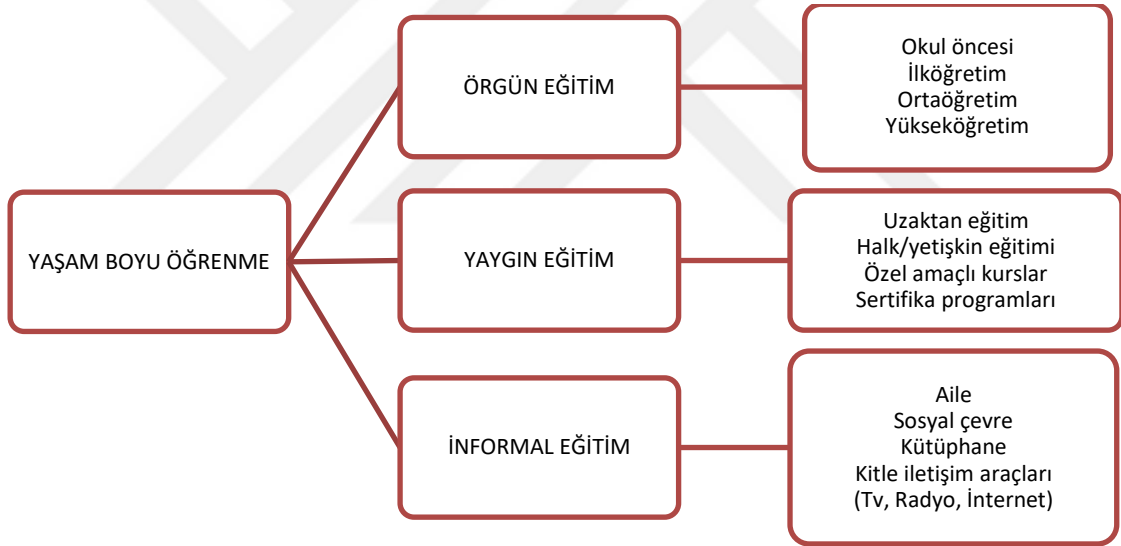 YAŞAM BOYU ÖĞRENME
ÖRGÜN EĞİTİM
Okul öncesi
İlköğretim
Ortaöğretim
Yükseköğretim
YAYGIN EĞİTİM
Uzaktan eğitim
Halk/yetişkin eğitimi
Özel amaçlı kurslar
Sertifika programları
İNFORMAL EĞİTİM
Aile
Sosyal çevre
Kütüphane
Kitle iletişim araçları
(Tv, Radyo, İnternet)